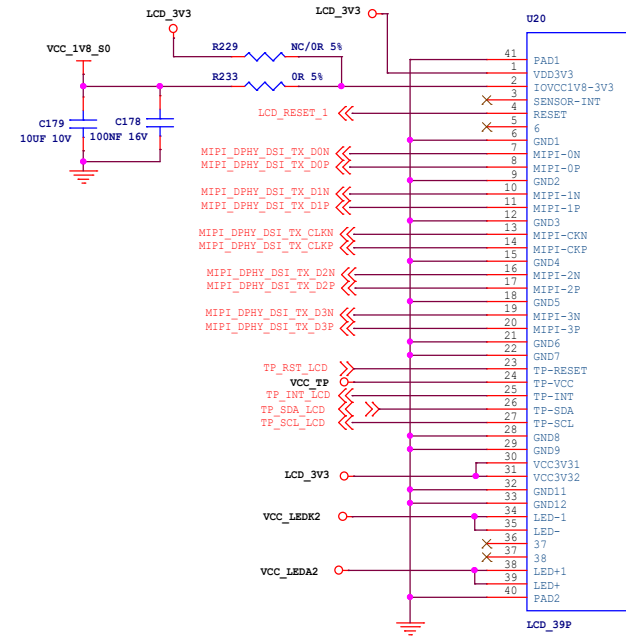 LCD_3V3
LCD_3V3
U20
VCC_1V8_S0
R229 NC/0R 5%
R233 0R 5%
C179
10UF 10V
C178
100NF 16V
LCD_RESET_1
MIPI_DPHY_DSI_TX_D0N
MIPI_DPHY_DSI_TX_D0P
MIPI_DPHY_DSI_TX_D1N
MIPI_DPHY_DSI_TX_D1P
MIPI_DPHY_DSI_TX_CLKN
MIPI_DPHY_DSI_TX_CLKP
MIPI_DPHY_DSI_TX_D2N
MIPI_DPHY_DSI_TX_D2P
MIPI_DPHY_DSI_TX_D3N
MIPI_DPHY_DSI_TX_D3P
TP_RST_LCD
VCC_TP
TP_INT_LCD
TP_SDA_LCD
TP_SCL_LCD
LCD_3V3
VCC_LEDK2
VCC_LEDA2
41 PAD1
1 VDD3V3
2 IOVCC1V8-3V3
3 SENSOR-INT
4 RESET
5 6
6 GND1
7 MIPI-0N
8 MIPI-0P
9 GND2
10 MIPI-1N
11 MIPI-1P
12 GND3
13 MIPI-CKN
14 MIPI-CKP
15 GND4
16 MIPI-2N
17 MIPI-2P
18 GND5
19 MIPI-3N
20 MIPI-3P
21 GND6
22 GND7
23 TP-RESET
24 TP-VCC
25 TP-INT
26 TP-SDA
27 TP-SCL
28 GND8
29 GND9
30 VCC3V31
31 VCC3V32
32 GND11
33 GND12
34 LED-1
35 LED-
36 37
37 38
38 LED+1
39 LED+
40 PAD2
LCD_39P